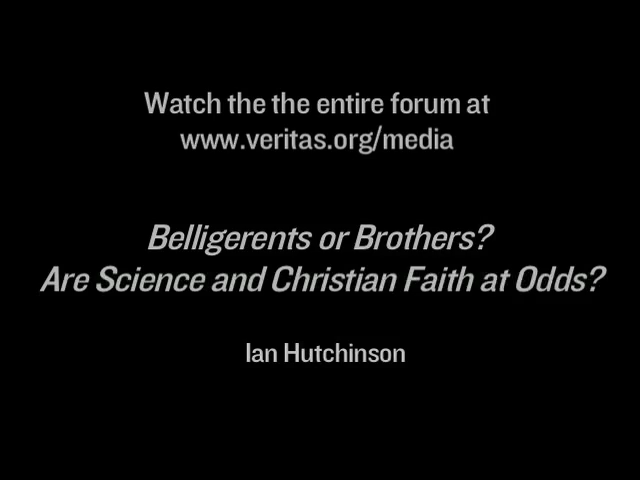 Watch the the entire forum at
www.veritas.org/media
Belligerents or Brothers?
Are Science and Christian Faith at Odds?
Ian Hutchinson